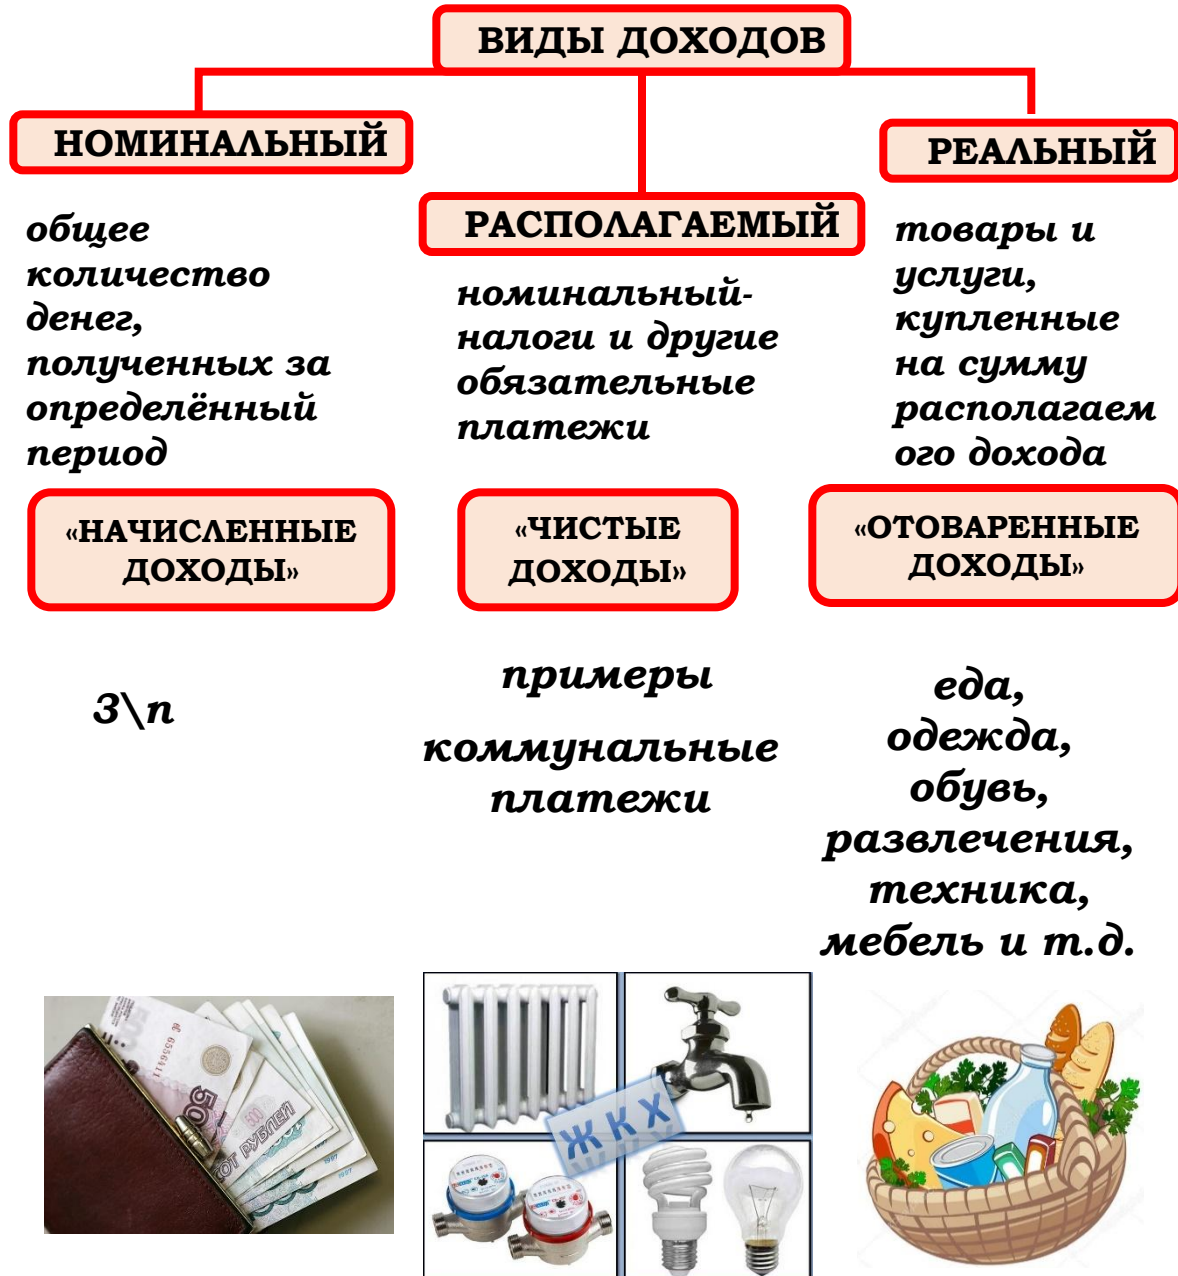 ВИДЫ ДОХОДОВ
НОМИНАЛЬНЫЙ
общее
количество
денег,
полученных за
определённый
период
«НАЧИСЛЕННЫЕ
ДОХОДЫ»
З\п
РАСПОЛАГАЕМЫЙ
номинальный-
налоги и другие
обязательные
платежи
«ЧИСТЫЕ
ДОХОДЫ»
примеры
коммунальные
платежи
РЕАЛЬНЫЙ
товары и
услуги,
купленные
на сумму
располагаем
ого дохода
«ОТОВАРЕННЫЕ
ДОХОДЫ»
еда,
одежда,
обувь,
развлечения,
техника,
мебель и т.д.
ЖКХ